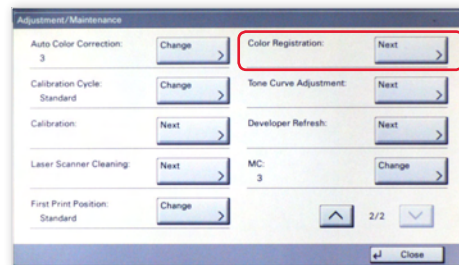 Adjustment/Maintenance
Auto Color Correction:
3
Change
Calibration Cycle:
Standard
Change
Calibration:
Next
Laser Scanner Cleaning:
Next
First Print Position:
Standard
Change
Color Registration:
Next
Tone Curve Adjustment:
Next
Developer Refresh:
Next
MC:
3
Change
2/2
Close